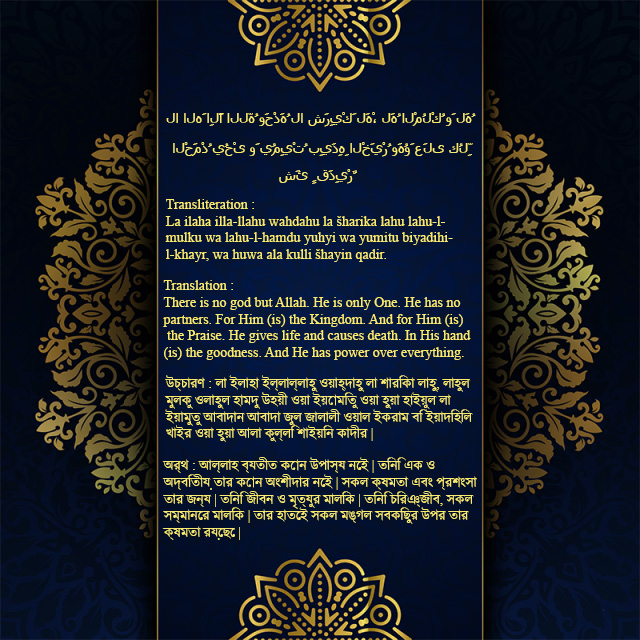 لا الهَ الّا اللهُ وَحْدَهُ لا شَرِيْكَ لَهْ، لَهُ الْمُلْكُ وَ لَهُ
الْحَمْدُ يُحْىٖ وَ يُمِيْتُ بِيَدِهِ الْخَيْرُ وَهُوَ عَلَى كُلِّ
شَىْءٍ قَدِيْرٌ
Transliteration :
La ilaha illa-llahu wahdahu la šharika lahu lahu-l-
mulku wa lahu-l-hamdu yuhyi wa yumitu biyadihi-
l-khayr, wa huwa ala kulli šhayin qadir.
Translation :
There is no god but Allah. He is only One. He has no
partners. For Him (is) the Kingdom. And for Him (is)
the Praise. He gives life and causes death. In His hand
(is) the goodness. And He has power over everything.
উচ্চারণ : লা ইলাহা ইল্লাল্লাহু ওয়াহ্দাহু লা শারিকা লাহু, লাহুল
মুলকু ওলাহুল হামদু উহয়ী ওয়া ইয়োমিতু ওয়া হুয়া হাইয়ুল লা
ইয়ামুতু আবাদান আবাদা জুল জালালী ওয়াল ইকরাম বি ইয়াদহিলি
খাইর ওয়া হুয়া আলা কুল্লি শাইয়নি কাদীর |
অর্থ : আল্লাহ ব্যতীত কোন উপাস্য নেই | তিনি এক ও
অদ্বিতীয় তার কোন অংশীদার নেই | সকল ক্ষমতা এবং প্রশংসা
তার জন্য | তিনি জীবন ও মৃত্যুর মালিক | তিনি চিরঞ্জীব, সকল
সম্মানের মালিক | তার হাতেই সকল মঙ্গল সবকিছুর উপর তার
ক্ষমতা রয়ছে |